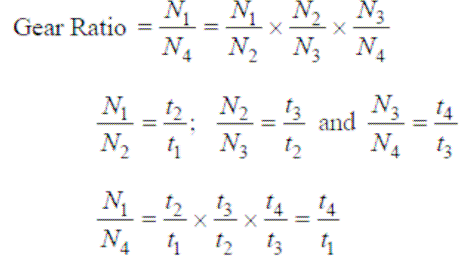 Gear Ratio = N₁/N₄ = N₁/N₂ × N₂/N₃ × N₃/N₄
N₁/N₂ = t₂/t₁; N₂/N₃ = t₃/t₂ and N₃/N₄ = t₄/t₃
N₁/N₄ = t₂/t₁ × t₃/t₂ × t₄/t₃ = t₄/t₁